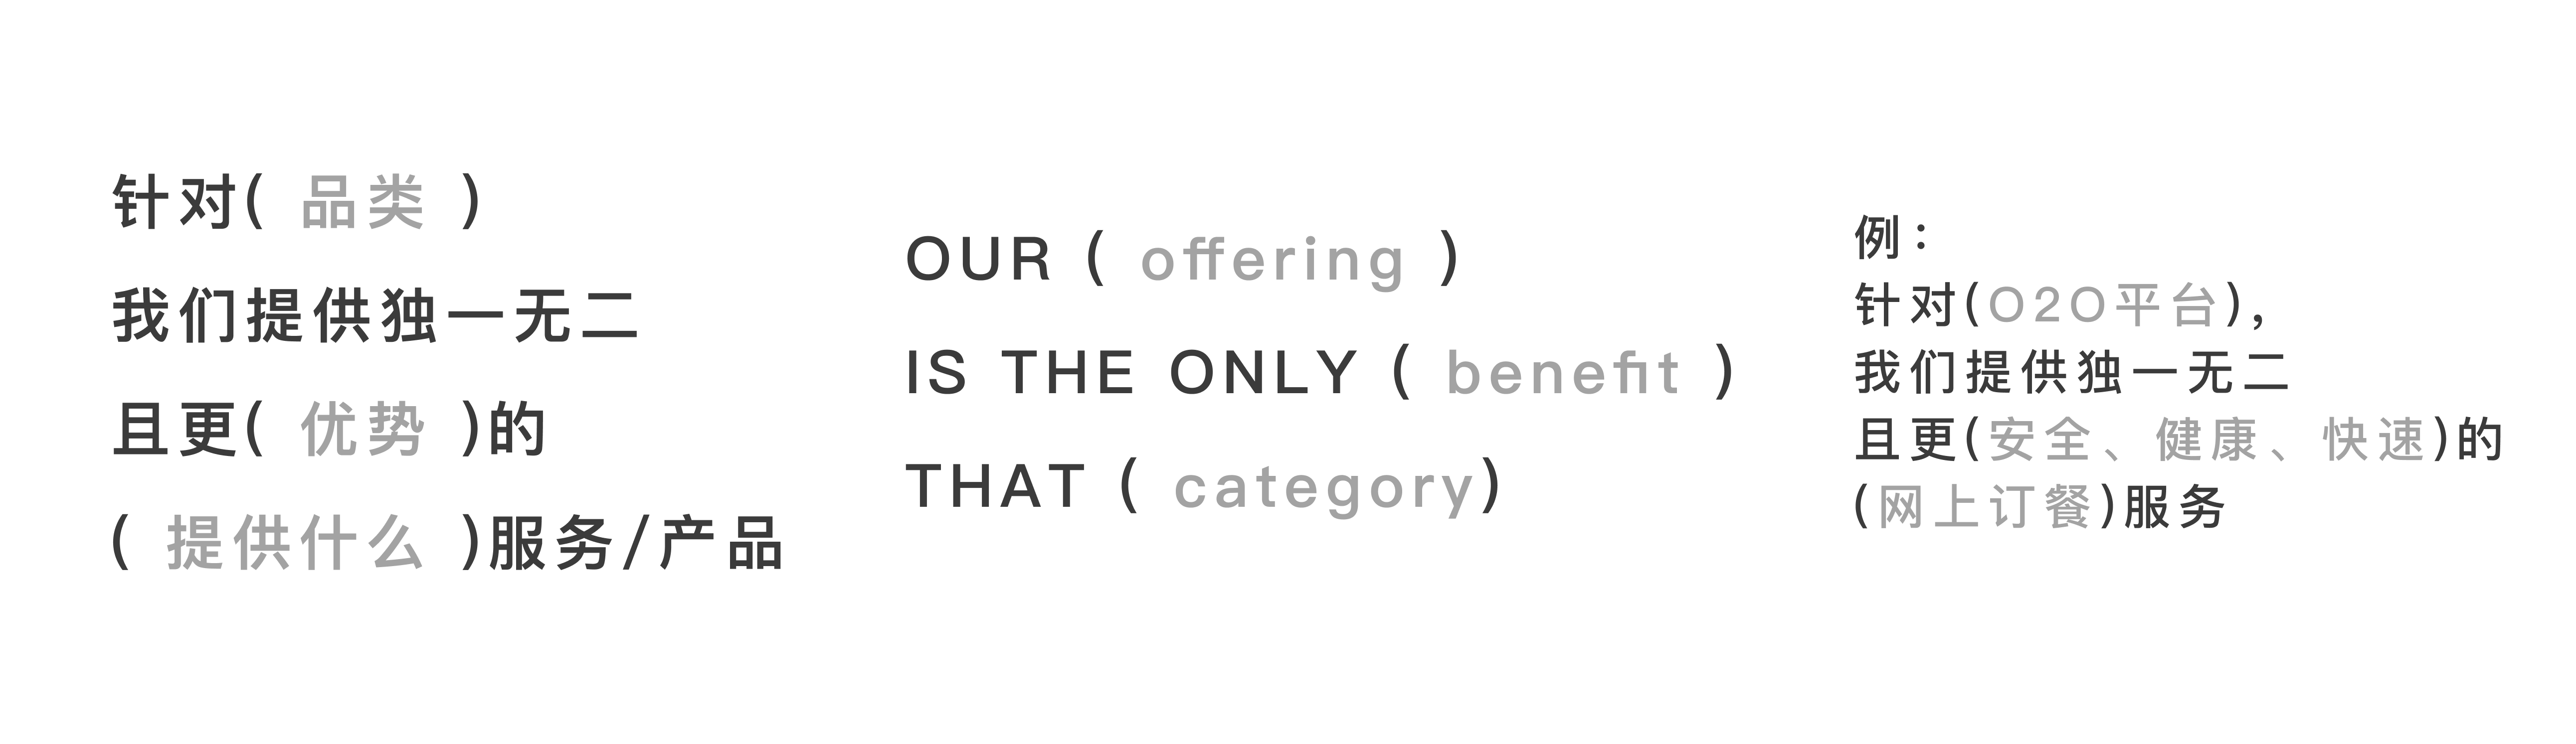 针对( 品类 )
我们提供独一无二
且更( 优势 )的
( 提供什么 )服务/产品
OUR ( offering )
IS THE ONLY ( benefit )
THAT ( category)
例：
针对(O2O平台),
我们提供独一无二
且更(安全、健康、快速)的
(网上订餐)服务